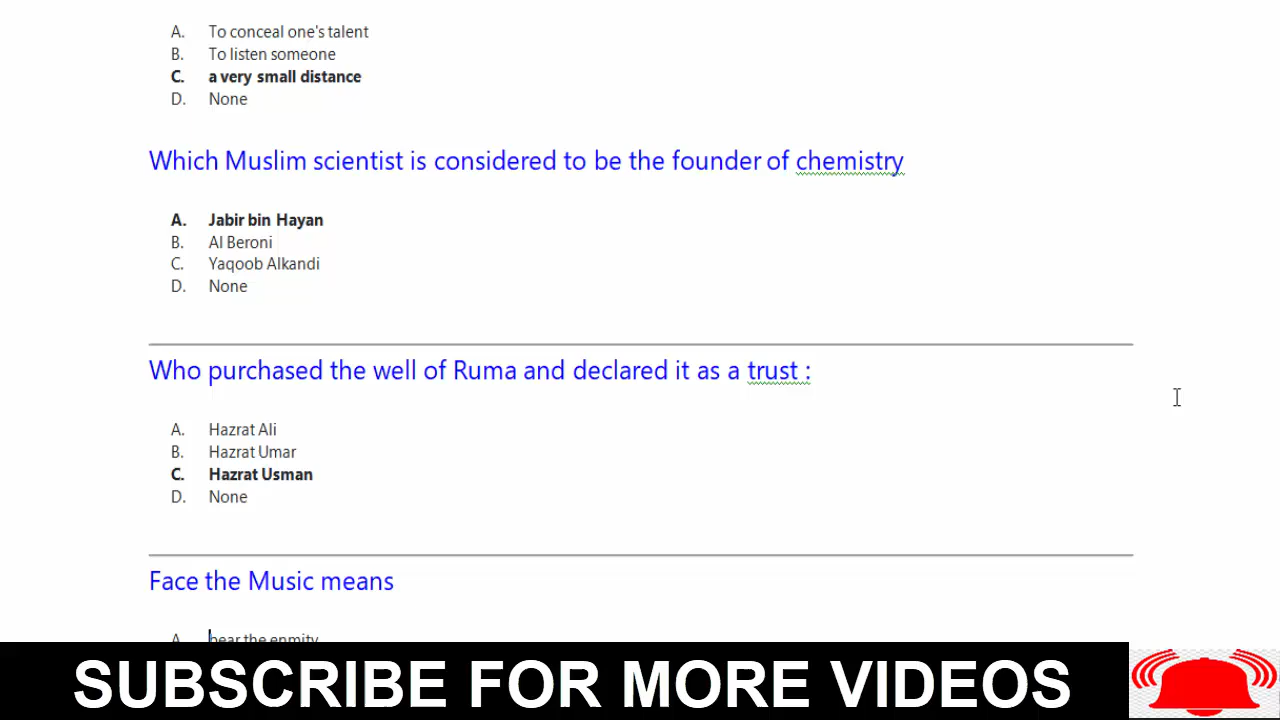 A. To conceal one's talent
B. To listen someone
C. a very small distance
D. None
Which Muslim scientist is considered to be the founder of chemistry
A. Jabir bin Hayan
B. Al Beroni
C. Yaqoob Alkandi
D. None
Who purchased the well of Ruma and declared it as a trust :
A. Hazrat Ali
B. Hazrat Umar
C. Hazrat Usman
D. None
Face the Music means
A. bear the enmity
SUBSCRIBE FOR MORE VIDEOS